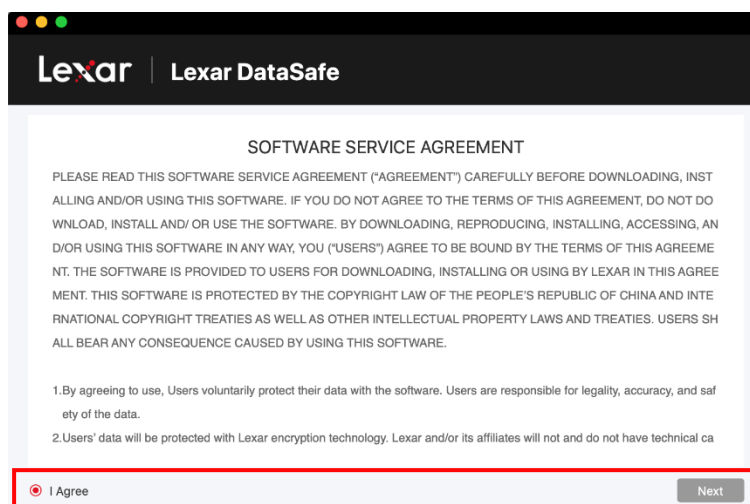 Lexar | Lexar DataSafe
SOFTWARE SERVICE AGREEMENT
PLEASE READ THIS SOFTWARE SERVICE AGREEMENT (“AGREEMENT”) CAREFULLY BEFORE DOWNLOADING, INST
ALLING AND/OR USING THIS SOFTWARE. IF YOU DO NOT AGREE TO THE TERMS OF THIS AGREEMENT, DO NOT DO
WNLOAD, INSTALL AND/ OR USE THE SOFTWARE. BY DOWNLOADING, REPRODUCING, INSTALLING, ACCESSING, AN
D/OR USING THIS SOFTWARE IN ANY WAY, YOU (“USERS”) AGREE TO BE BOUND BY THE TERMS OF THIS AGREEME
NT. THE SOFTWARE IS PROVIDED TO USERS FOR DOWNLOADING, INSTALLING OR USING BY LEXAR IN THIS AGREE
MENT. THIS SOFTWARE IS PROTECTED BY THE COPYRIGHT LAW OF THE PEOPLE’S REPUBLIC OF CHINA AND INTE
RNATIONAL COPYRIGHT TREATIES AS WELL AS OTHER INTELLECTUAL PROPERTY LAWS AND TREATIES. USERS SH
ALL BEAR ANY CONSEQUENCE CAUSED BY USING THIS SOFTWARE.
1.By agreeing to use, Users voluntarily protect their data with the software. Users are responsible for legality, accuracy, and saf
ety of the data.
2.Users’ data will be protected with Lexar encryption technology. Lexar and/or its affiliates will not and do not have technical ca
I Agree
Next